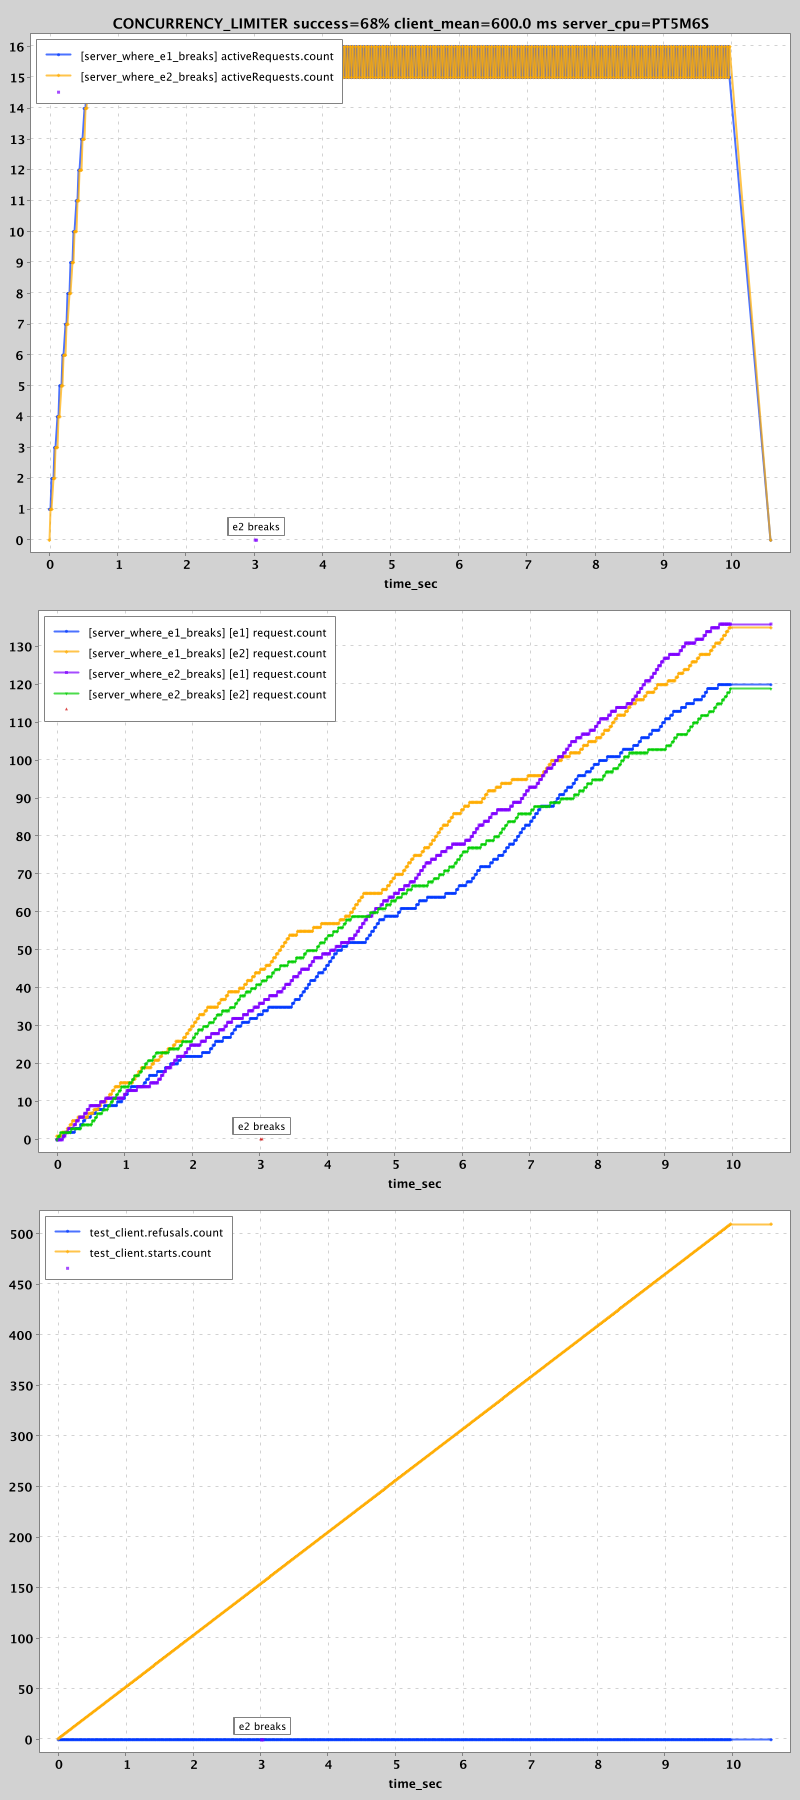 CONCURRENCY_LIMITER success=68% client_mean=600.0 ms server_cpu=PT5M6S
16
15
14
13
12
11
10
9
8
7
6
5
4
3
2
1
0
[server_where_e1_breaks] activeRequests.count
[server_where_e2_breaks] activeRequests.count
e2 breaks
0 1 2 3 4 5 6 7 8 9 10
time_sec
130
120
110
100
90
80
70
60
50
40
30
20
10
0
[server_where_e1_breaks] [e1] request.count
[server_where_e1_breaks] [e2] request.count
[server_where_e2_breaks] [e1] request.count
[server_where_e2_breaks] [e2] request.count
e2 breaks
0 1 2 3 4 5 6 7 8 9 10
time_sec
500
450
400
350
300
250
200
150
100
50
0
test_client.refusals.count
test_client.starts.count
e2 breaks
0 1 2 3 4 5 6 7 8 9 10
time_sec